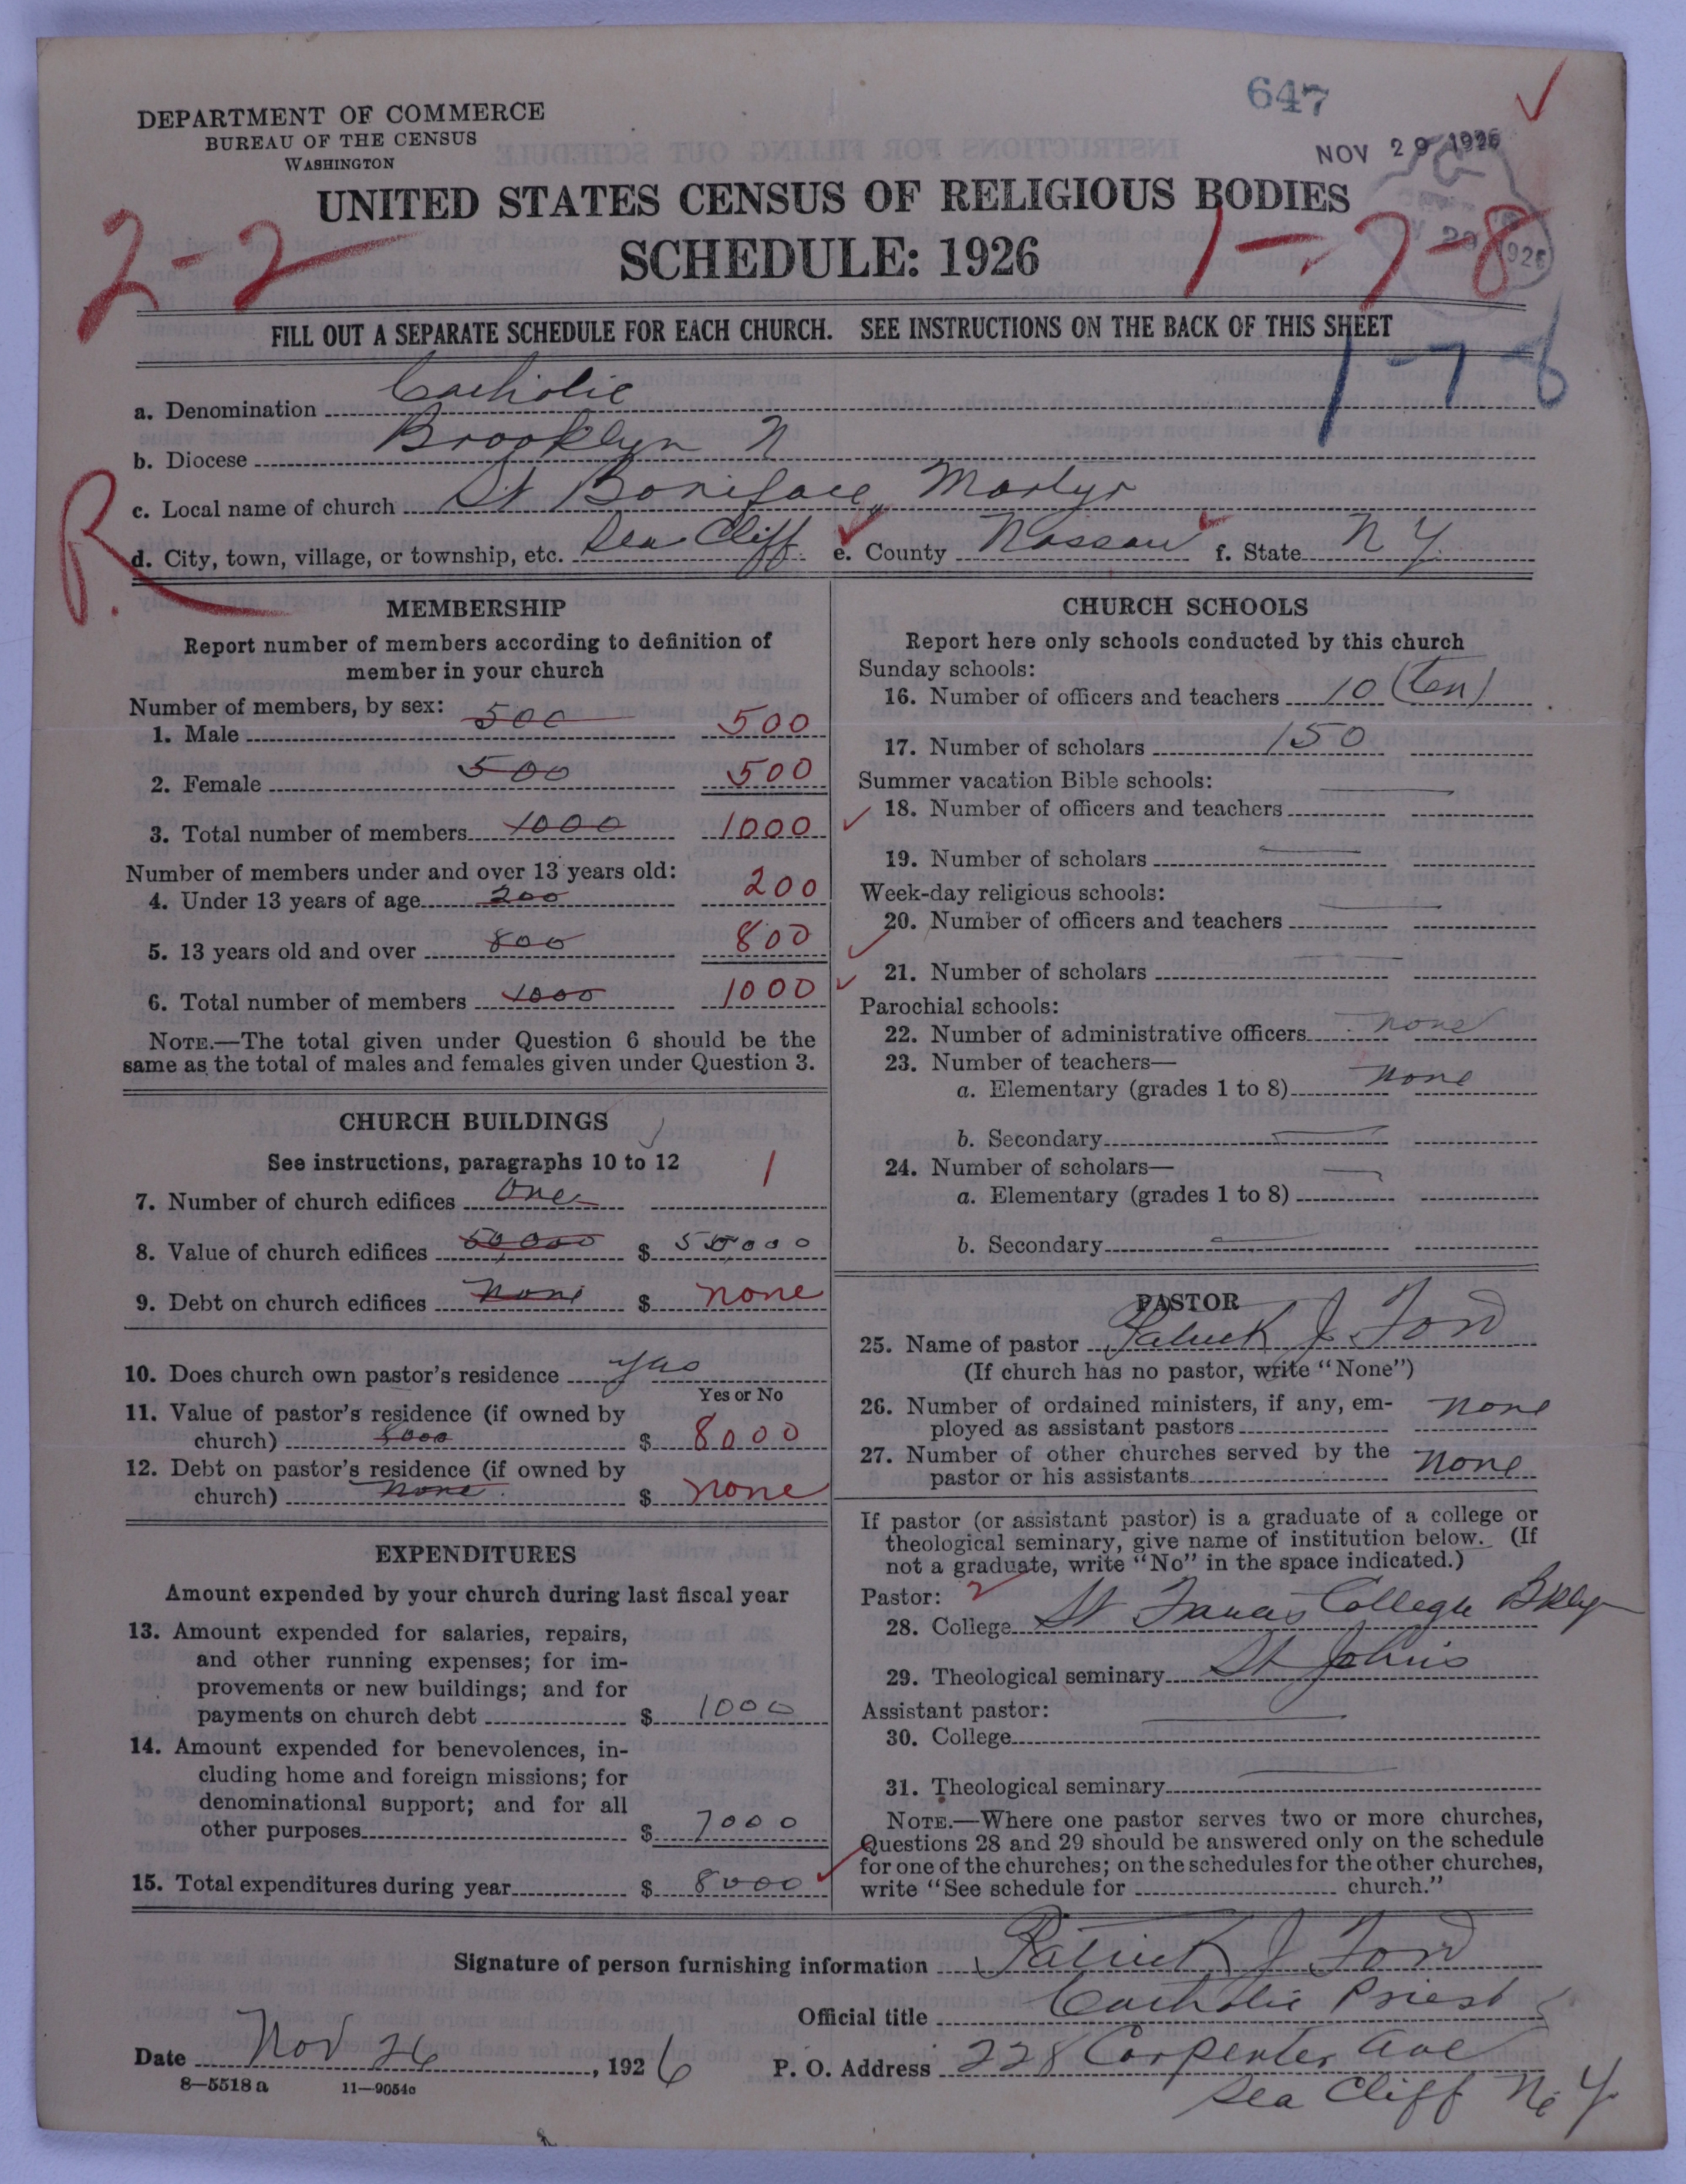 647
NOV 29 1926
DEPARTMENT OF COMMERCE
BUREAU OF THE CENSUS
WASHINGTON
UNITED STATES CENSUS OF RELIGIOUS BODIES
SCHEDULE: 1926
2-2
1-7-8
FILL OUT A SEPARATE SCHEDULE FOR EACH CHURCH. SEE INSTRUCTIONS ON THE BACK OF THIS SHEET
1-7-8
a. Denomination Catholic
b. Diocese Brooklyn N
c. Local name of church St Boniface Martyr
R.
d. City, town, village, or township, etc. Sea Cliff e. County Nassau f. State N Y.
MEMBERSHIP
Report number of members according to definition of
member in your church
Number of members, by sex:
1. Male 500 500
2. Female 500 500
3. Total number of members 1000 1000
Number of members under and over 13 years old:
4. Under 13 years of age 200 200
5. 13 years old and over 800 800
6. Total number of members 1000 1000
NOTE.—The total given under Question 6 should be the
same as the total of males and females given under Question 3.
CHURCH BUILDINGS
See instructions, paragraphs 10 to 12
7. Number of church edifices One 1
8. Value of church edifices 50,000 $ 50,000
9. Debt on church edifices None $ none
10. Does church own pastor's residence yes
Yes or No
11. Value of pastor's residence (if owned by
church) 8000 $ 8000
12. Debt on pastor's residence (if owned by
church) none $ none
EXPENDITURES
Amount expended by your church during last fiscal year
13. Amount expended for salaries, repairs,
and other running expenses; for im-
provements or new buildings; and for
payments on church debt $ 1000
14. Amount expended for benevolences, in-
cluding home and foreign missions; for
denominational support; and for all
other purposes $ 7000
15. Total expenditures during year $ 8000
CHURCH SCHOOLS
Report here only schools conducted by this church
Sunday schools:
16. Number of officers and teachers 10 (ten)
17. Number of scholars 150
Summer vacation Bible schools:
18. Number of officers and teachers
19. Number of scholars
Week-day religious schools:
20. Number of officers and teachers
21. Number of scholars
Parochial schools:
22. Number of administrative officers none
23. Number of teachers—
a. Elementary (grades 1 to 8) none
b. Secondary
24. Number of scholars—
a. Elementary (grades 1 to 8)
b. Secondary
PASTOR
25. Name of pastor Patrick J Ford
(If church has no pastor, write "None")
26. Number of ordained ministers, if any, em-
ployed as assistant pastors none
27. Number of other churches served by the
pastor or his assistants none
If pastor (or assistant pastor) is a graduate of a college or
theological seminary, give name of institution below. (If
not a graduate, write "No" in the space indicated.)
Pastor: 2
28. College St Francis College Bklyn
29. Theological seminary St Johns
Assistant pastor:
30. College
31. Theological seminary
NOTE.—Where one pastor serves two or more churches,
Questions 28 and 29 should be answered only on the schedule
for one of the churches; on the schedules for the other churches,
write "See schedule for church."
Signature of person furnishing information Patrick J Ford
Official title Catholic Priest
Date Nov 26, 1926 P. O. Address 228 Carpenter Ave
Sea Cliff N. Y.
8—5518 a 11—9054c